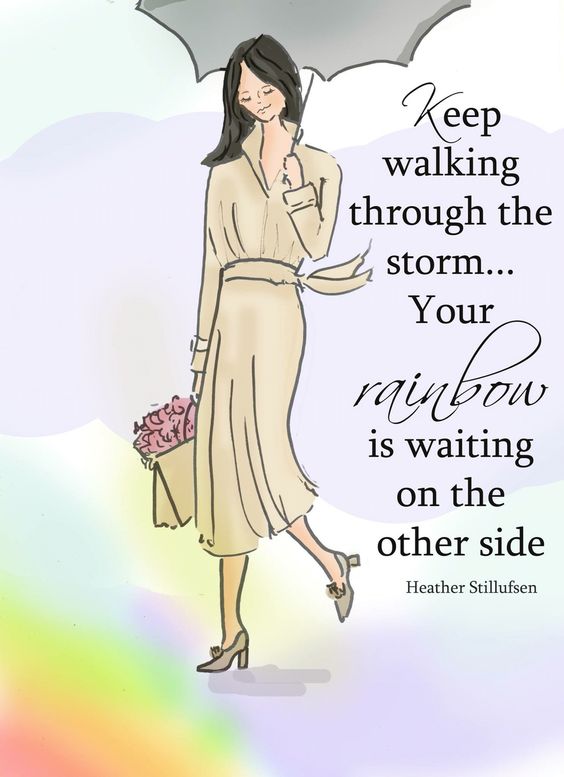 Keep
walking
through the
storm...
Your
rainbow
is waiting
on the
other side
Heather Stillufsen